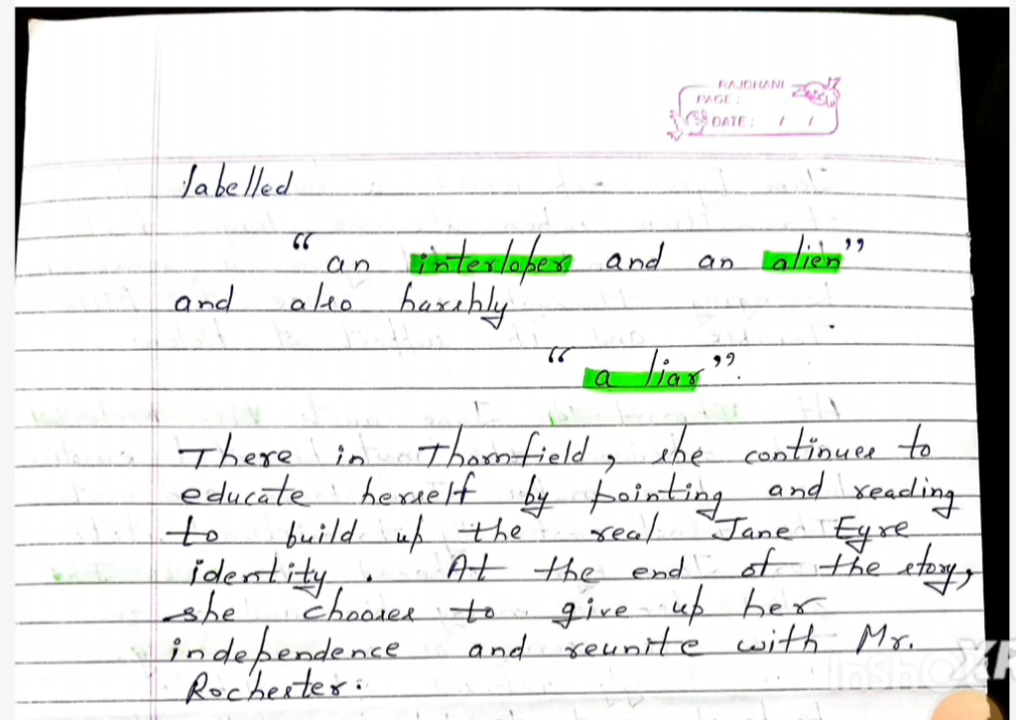 RAJDHANI
PAGE :
DATE : / /
labelled
“an interloper and an alien”
and also harshly
“a liar”.
There in Thornfield, she continues to
educate herself by pointing and reading
to build up the real Jane Eyre
identity. At the end of the story,
she chooses to give up her
independence and reunite with Mr.
Rochester.